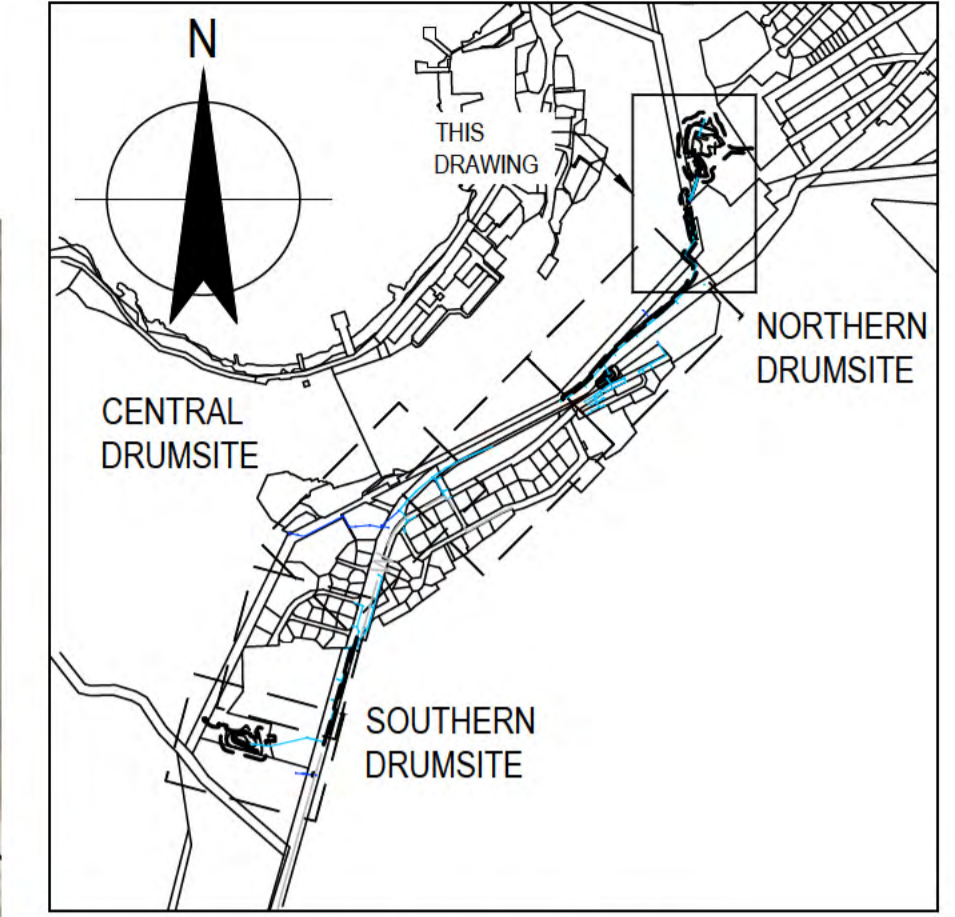 N
THIS
DRAWING
NORTHERN
DRUMSITE
CENTRAL
DRUMSITE
SOUTHERN
DRUMSITE